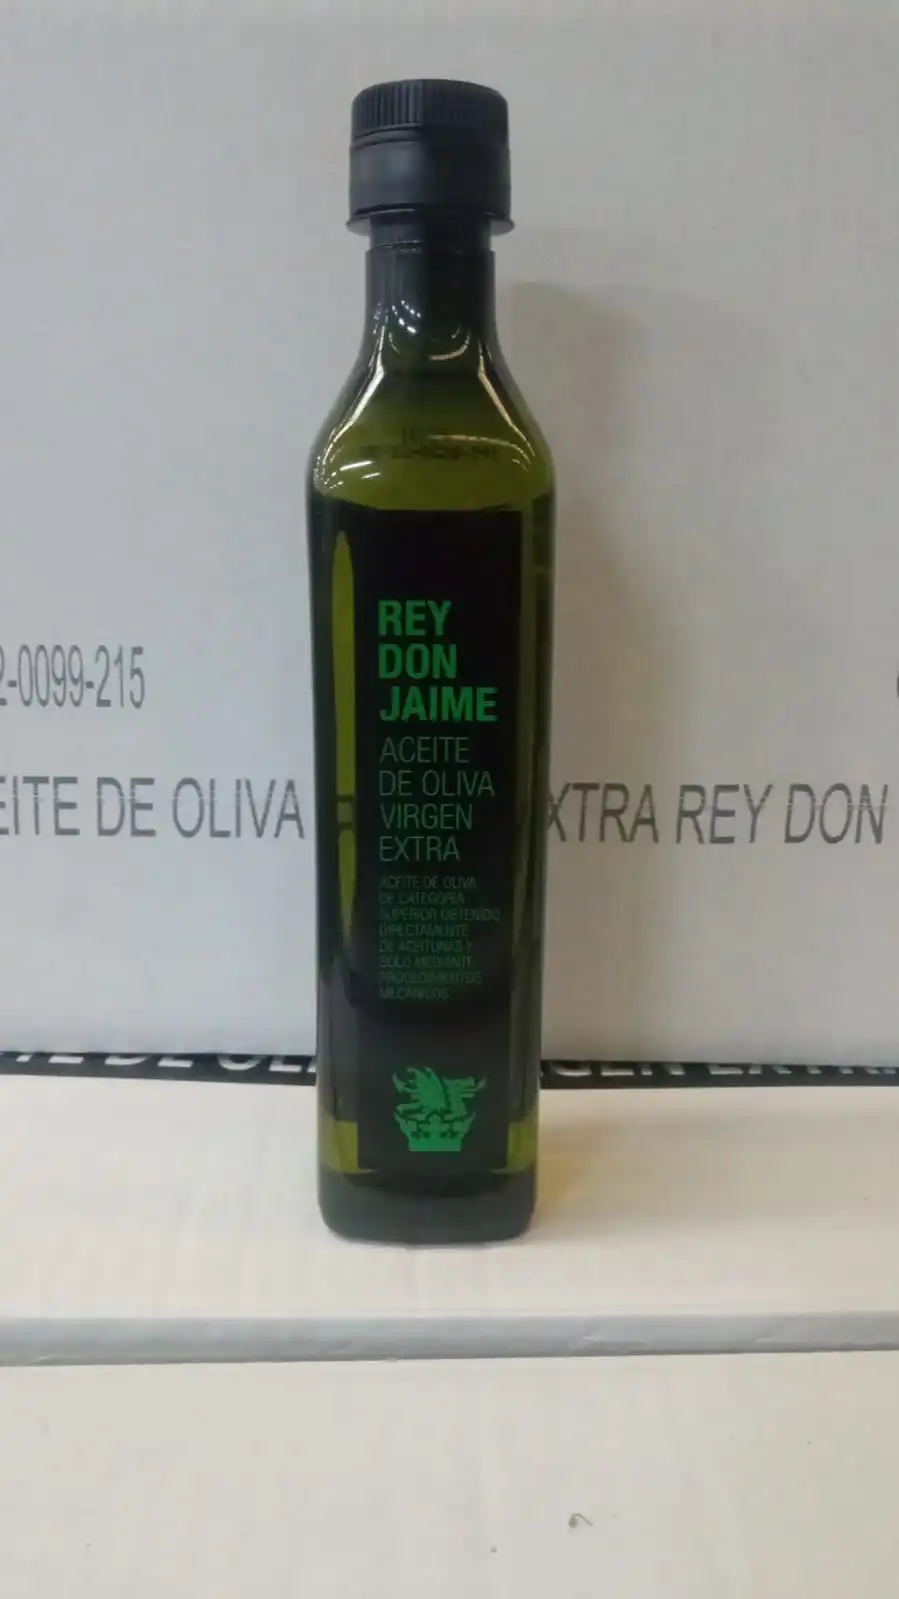 REY
DON
JAIME
ACEITE
DE OLIVA
VIRGEN
EXTRA
ACEITE DE OLIVA
DE CATEGORÍA
SUPERIOR OBTENIDO
DIRECTAMENTE
DE ACEITUNAS Y
SOLO MEDIANTE
PROCEDIMIENTOS
MECÁNICOS
2-0099-215
EITE DE OLIVA
XTRA REY DON